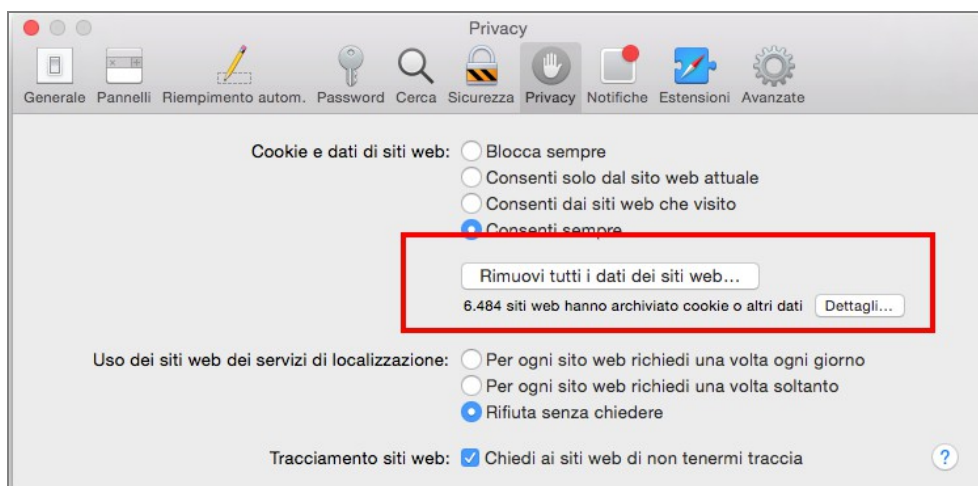 Privacy
Generale Pannelli Riempimento autom. Password Cerca Sicurezza Privacy Notifiche Estensioni Avanzate
Cookie e dati di siti web: Blocca sempre
Consenti solo dal sito web attuale
Consenti dai siti web che visito
Consenti sempre
Rimuovi tutti i dati dei siti web...
6.484 siti web hanno archiviato cookie o altri dati Dettagli...
Uso dei siti web dei servizi di localizzazione: Per ogni sito web richiedi una volta ogni giorno
Per ogni sito web richiedi una volta soltanto
Rifiuta senza chiedere
Tracciamento siti web: Chiedi ai siti web di non tenermi traccia ?